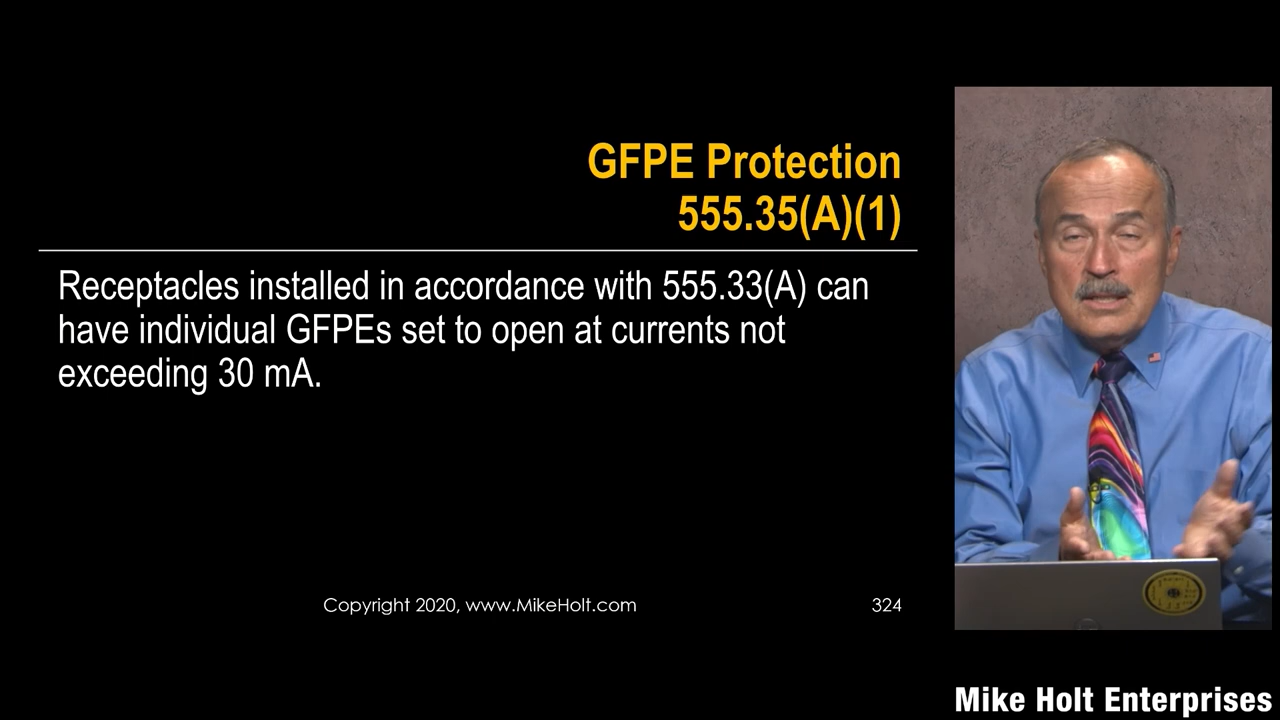 GFPE Protection
555.35(A)(1)
Receptacles installed in accordance with 555.33(A) can
have individual GFPEs set to open at currents not
exceeding 30 mA.
Copyright 2020, www.MikeHolt.com
324
Mike Holt Enterprises